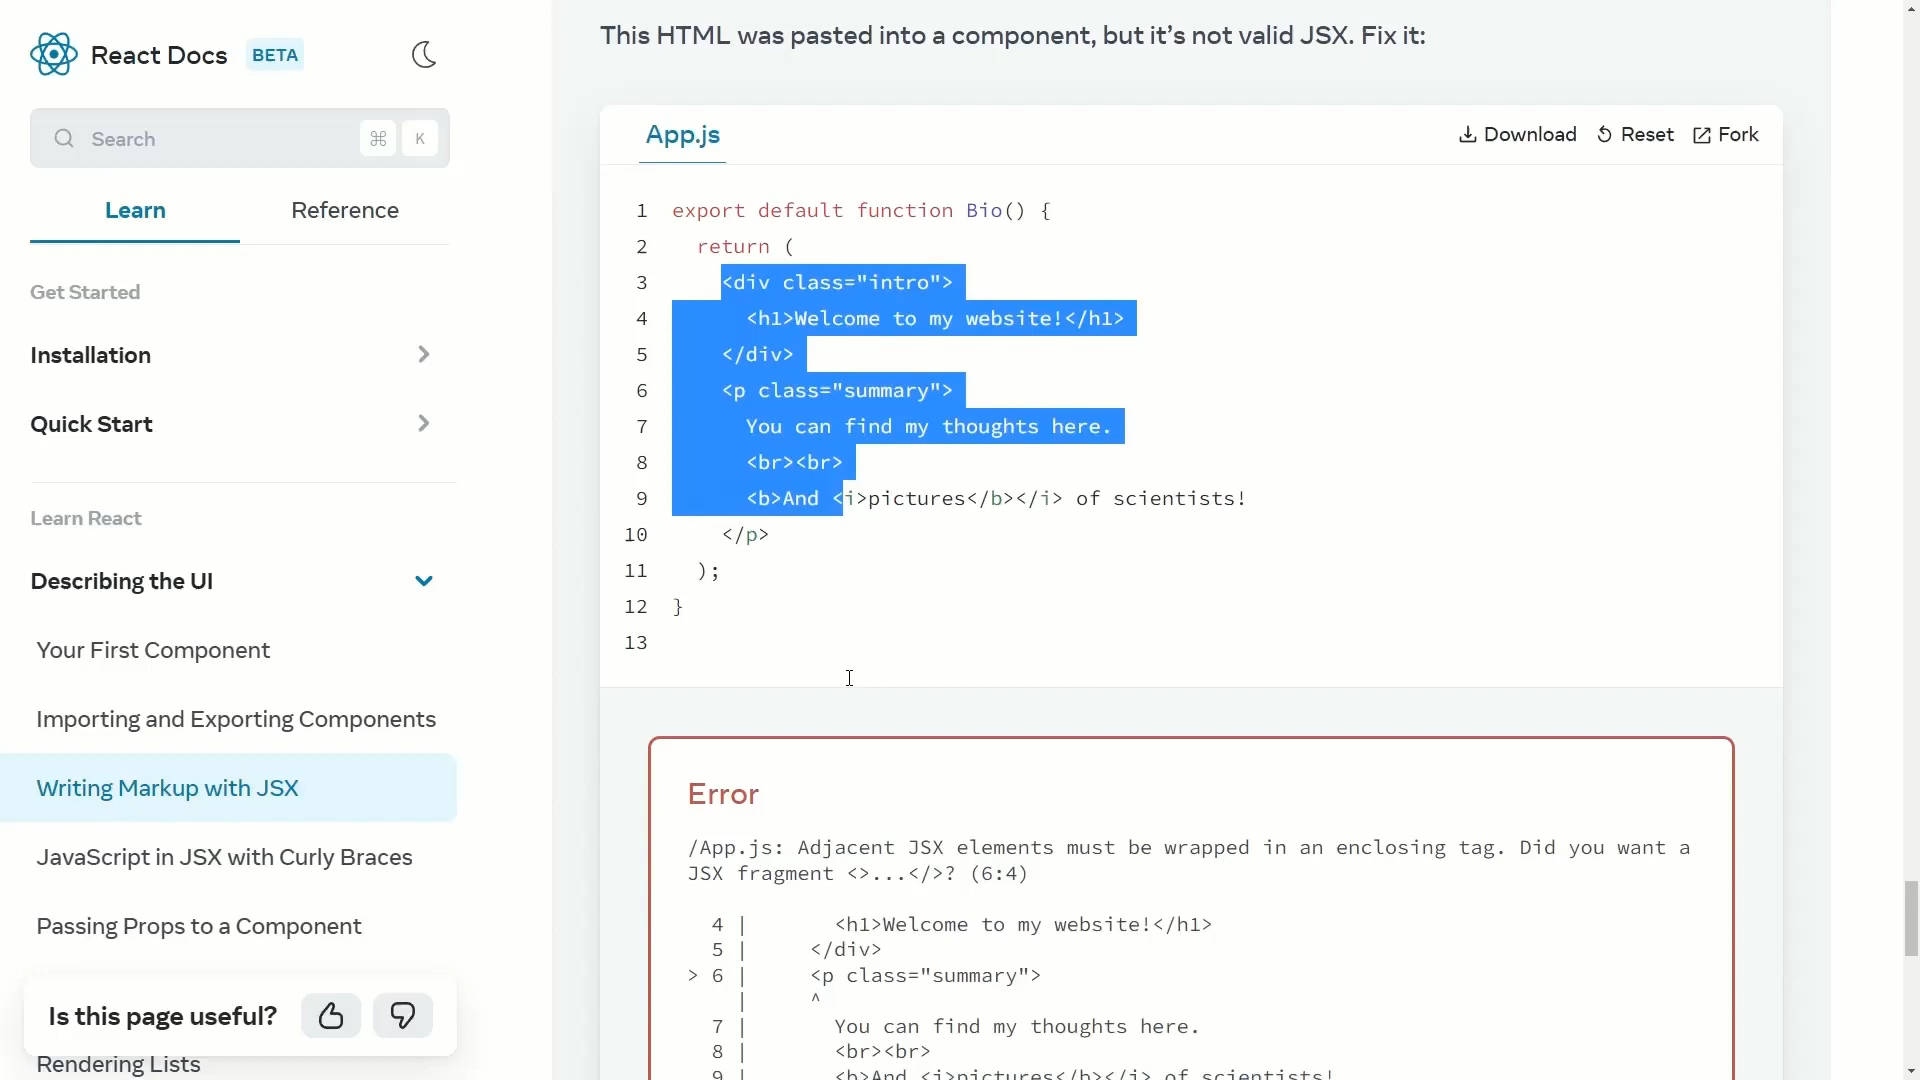 React Docs BETA
Search ⌘ K
Learn Reference
Get Started
Installation
Quick Start
Learn React
Describing the UI
Your First Component
Importing and Exporting Components
Writing Markup with JSX
JavaScript in JSX with Curly Braces
Passing Props to a Component
Is this page useful?
Rendering Lists
This HTML was pasted into a component, but it’s not valid JSX. Fix it:
App.js Download Reset Fork
1 export default function Bio() {
2 return (
3 <div class="intro">
4 <h1>Welcome to my website!</h1>
5 </div>
6 <p class="summary">
7 You can find my thoughts here.
8 <br><br>
9 <b>And <i>pictures</b></i> of scientists!
10 </p>
11 );
12 }
13
Error
/App.js: Adjacent JSX elements must be wrapped in an enclosing tag. Did you want a
JSX fragment <>...</>? (6:4)
4 | <h1>Welcome to my website!</h1>
5 | </div>
> 6 | <p class="summary">
| ^
7 | You can find my thoughts here.
8 | <br><br>
9 | <b>And <i>pictures</b></i> of scientists!